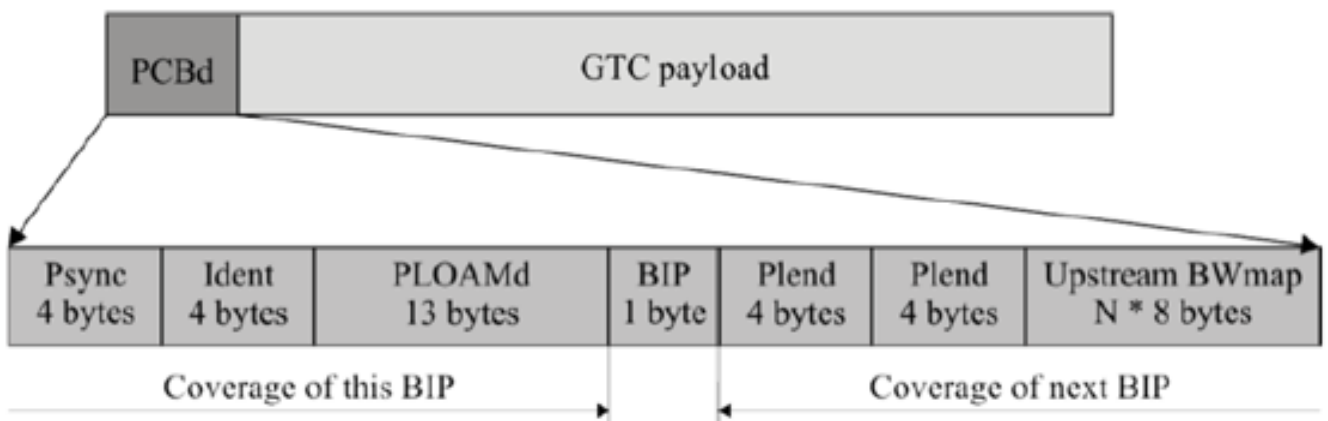 PCBd
GTC payload
Psync
4 bytes
Ident
4 bytes
PLOAMd
13 bytes
BIP
1 byte
Plend
4 bytes
Plend
4 bytes
Upstream BWmap
N * 8 bytes
Coverage of this BIP
Coverage of next BIP